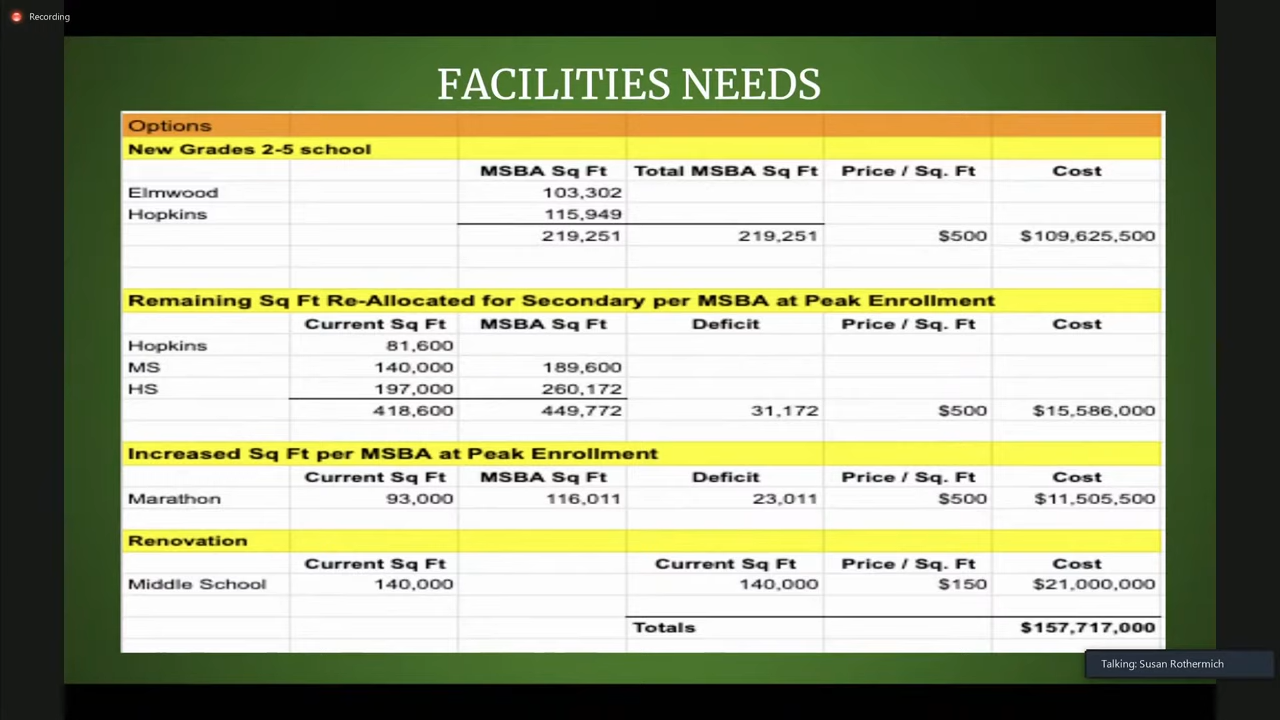 Recording
FACILITIES NEEDS
Options
New Grades 2-5 school
MSBA Sq Ft Total MSBA Sq Ft Price / Sq. Ft Cost
Elmwood 103,302
Hopkins 115,949
219,251 219,251 $500 $109,625,500
Remaining Sq Ft Re-Allocated for Secondary per MSBA at Peak Enrollment
Current Sq Ft MSBA Sq Ft Deficit Price / Sq. Ft Cost
Hopkins 81,600
MS 140,000 189,600
HS 197,000 260,172
418,600 449,772 31,172 $500 $15,586,000
Increased Sq Ft per MSBA at Peak Enrollment
Current Sq Ft MSBA Sq Ft Deficit Price / Sq. Ft Cost
Marathon 93,000 116,011 23,011 $500 $11,505,500
Renovation
Current Sq Ft Current Sq Ft Price / Sq. Ft Cost
Middle School 140,000 140,000 $150 $21,000,000
Totals $157,717,000
Talking: Susan Rothermich